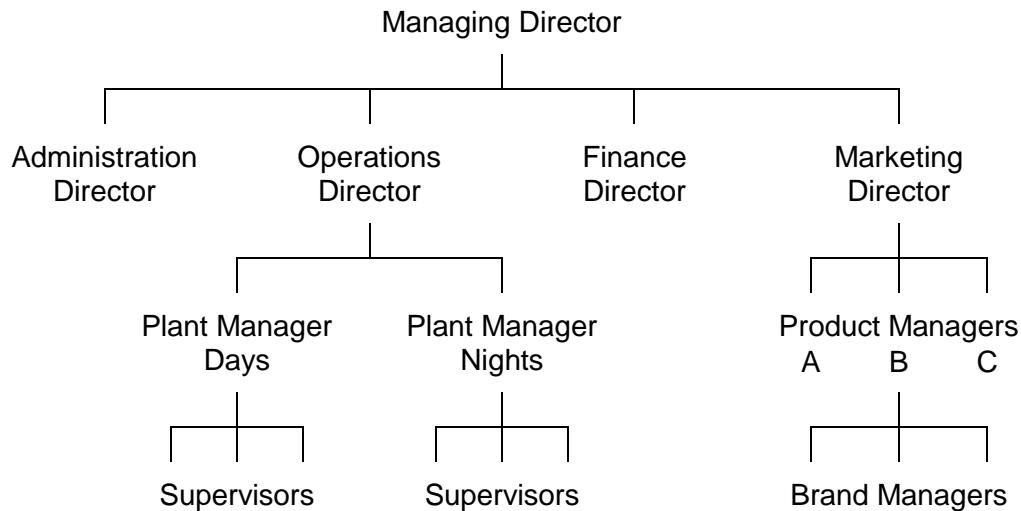 Managing Director
Administration
Director
Operations
Director
Finance
Director
Marketing
Director
Plant Manager
Days
Plant Manager
Nights
Product Managers
A B C
Supervisors
Supervisors
Brand Managers